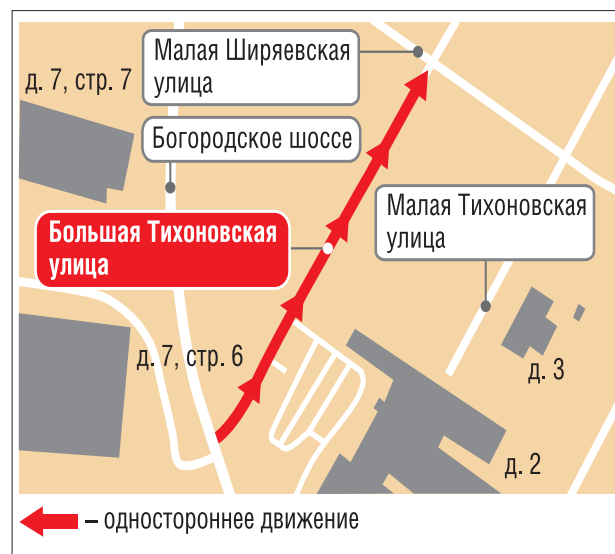 Малая Ширяевская
улица
д. 7, стр. 7
Богородское шоссе
Малая Тихоновская
улица
Большая Тихоновская
улица
д. 7, стр. 6
д. 3
д. 2
– одностороннее движение